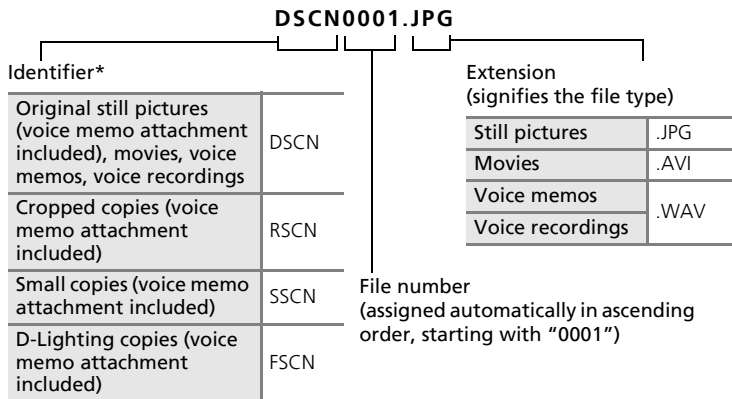 DSCN0001.JPG
Identifier*
Original still pictures
(voice memo attachment
included), movies, voice
memos, voice recordings
DSCN
Cropped copies (voice
memo attachment
included)
RSCN
Small copies (voice memo
attachment included)
SSCN
D-Lighting copies (voice
memo attachment
included)
FSCN
File number
(assigned automatically in ascending
order, starting with “0001”)
Extension
(signifies the file type)
Still pictures
.JPG
Movies
.AVI
Voice memos
Voice recordings
.WAV